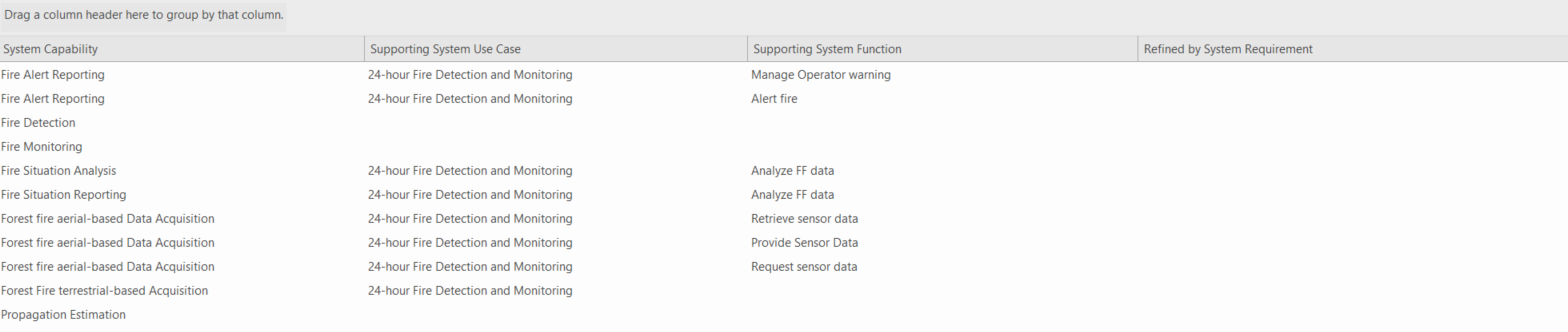 Drag a column header here to group by that column.
System Capability Supporting System Use Case Supporting System Function Refined by System Requirement
Fire Alert Reporting 24-hour Fire Detection and Monitoring Manage Operator warning
Fire Alert Reporting 24-hour Fire Detection and Monitoring Alert fire
Fire Detection
Fire Monitoring
Fire Situation Analysis 24-hour Fire Detection and Monitoring Analyze FF data
Fire Situation Reporting 24-hour Fire Detection and Monitoring Analyze FF data
Forest fire aerial-based Data Acquisition 24-hour Fire Detection and Monitoring Retrieve sensor data
Forest fire aerial-based Data Acquisition 24-hour Fire Detection and Monitoring Provide Sensor Data
Forest fire aerial-based Data Acquisition 24-hour Fire Detection and Monitoring Request sensor data
Forest Fire terrestrial-based Acquisition 24-hour Fire Detection and Monitoring
Propagation Estimation